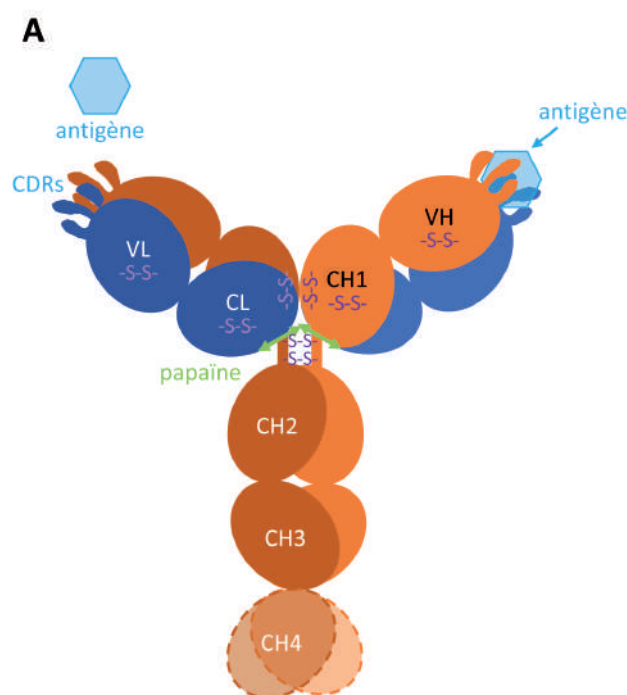 A
antigène
antigène
CDRs
VL
-S-S-
VH
-S-S-
CL
-S-S-
-S-S-
-S-S-
CH1
-S-S-
papaïne
-S-S-
-S-S-
CH2
CH3
CH4